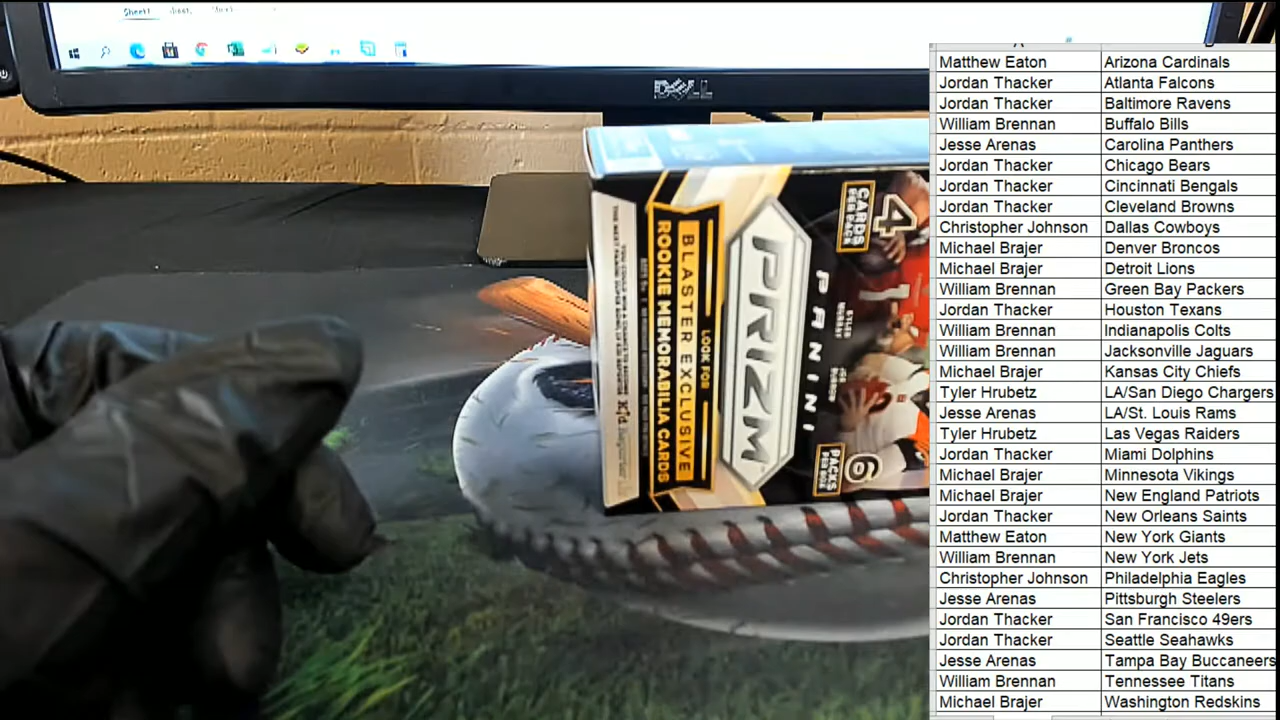 Sheet1
DELL
4
CARDS
PER PACK
PRIZM
PANINI
LOOK FOR
BLASTER EXCLUSIVE
ROOKIE MEMORABILIA CARDS
6
PACKS
PER BOX
Matthew Eaton Arizona Cardinals
Jordan Thacker Atlanta Falcons
Jordan Thacker Baltimore Ravens
William Brennan Buffalo Bills
Jesse Arenas Carolina Panthers
Jordan Thacker Chicago Bears
Jordan Thacker Cincinnati Bengals
Jordan Thacker Cleveland Browns
Christopher Johnson Dallas Cowboys
Michael Brajer Denver Broncos
Michael Brajer Detroit Lions
William Brennan Green Bay Packers
Jordan Thacker Houston Texans
William Brennan Indianapolis Colts
William Brennan Jacksonville Jaguars
Michael Brajer Kansas City Chiefs
Tyler Hrubetz LA/San Diego Chargers
Jesse Arenas LA/St. Louis Rams
Tyler Hrubetz Las Vegas Raiders
Jordan Thacker Miami Dolphins
Michael Brajer Minnesota Vikings
Michael Brajer New England Patriots
Jordan Thacker New Orleans Saints
Matthew Eaton New York Giants
William Brennan New York Jets
Christopher Johnson Philadelphia Eagles
Jesse Arenas Pittsburgh Steelers
Jordan Thacker San Francisco 49ers
Jordan Thacker Seattle Seahawks
Jesse Arenas Tampa Bay Buccaneers
William Brennan Tennessee Titans
Michael Brajer Washington Redskins